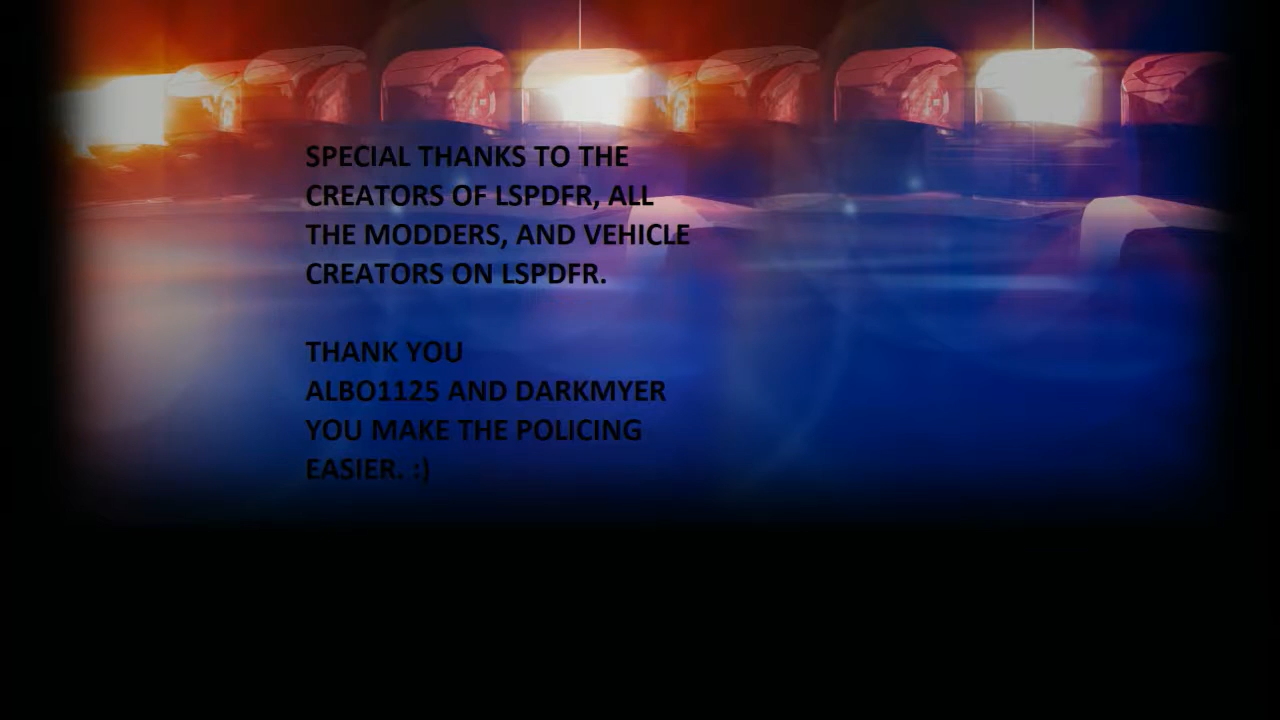 SPECIAL THANKS TO THE
CREATORS OF LSPDFR, ALL
THE MODDERS, AND VEHICLE
CREATORS ON LSPDFR.
THANK YOU
ALBO1125 AND DARKMYER
YOU MAKE THE POLICING
EASIER. :)